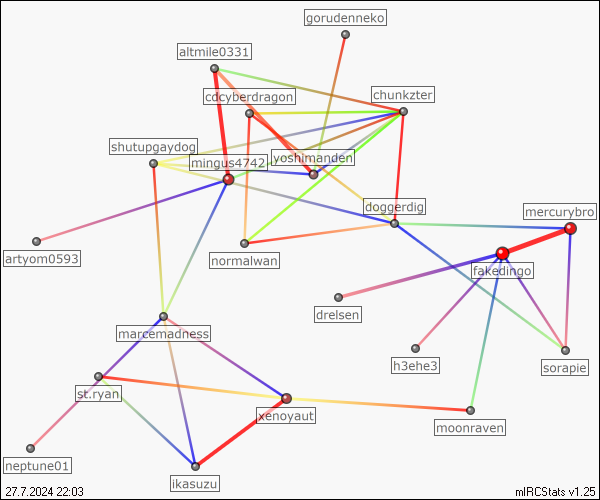 gorudenneko
altmile0331
cdcyberdragon
chunkzter
shutupgaydog
mingus4742
yoshimanden
doggerdig
mercurybro
artyom0593
normalwan
fakedingo
drelsen
marcemadness
h3ehe3
sorapie
st.ryan
xenoyaut
moonraven
neptune01
ikasuzu
27.7.2024 22:03
mIRCStats v1.25